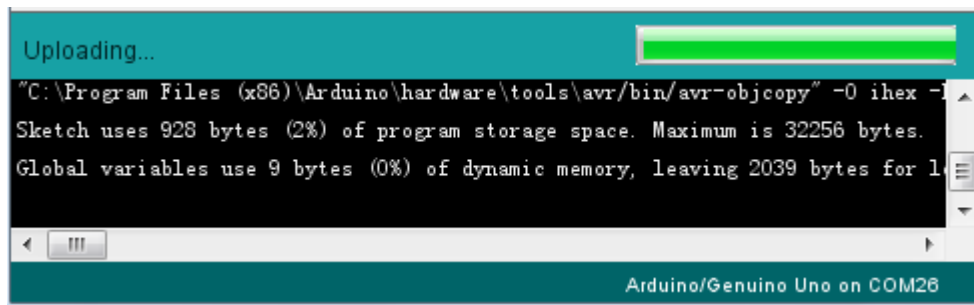 Uploading...
"C:\Program Files (x86)\Arduino\hardware\tools\avr/bin/avr-objcopy" -O ihex
Sketch uses 928 bytes (2%) of program storage space. Maximum is 32256 bytes.
Global variables use 9 bytes (0%) of dynamic memory, leaving 2039 bytes for
Arduino/Genuino Uno on COM26